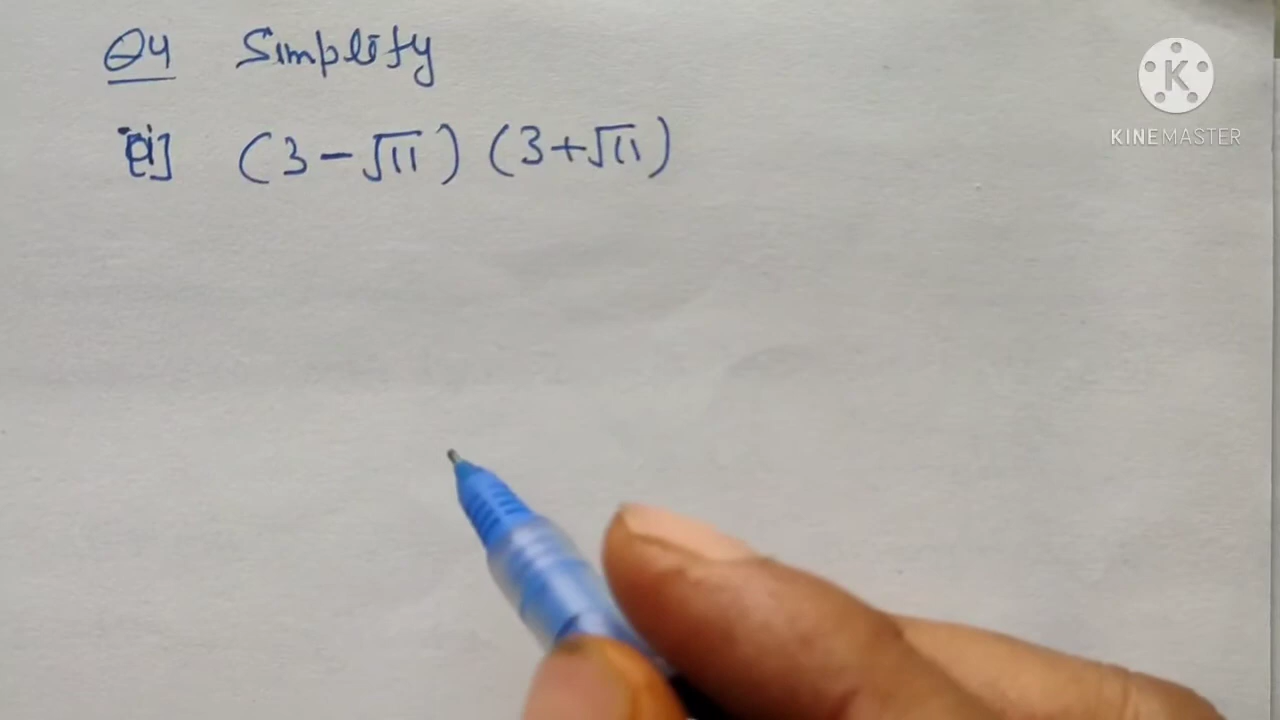 Q4 Simplify
[i] (3-√11) (3+√11)
K
KINEMASTER